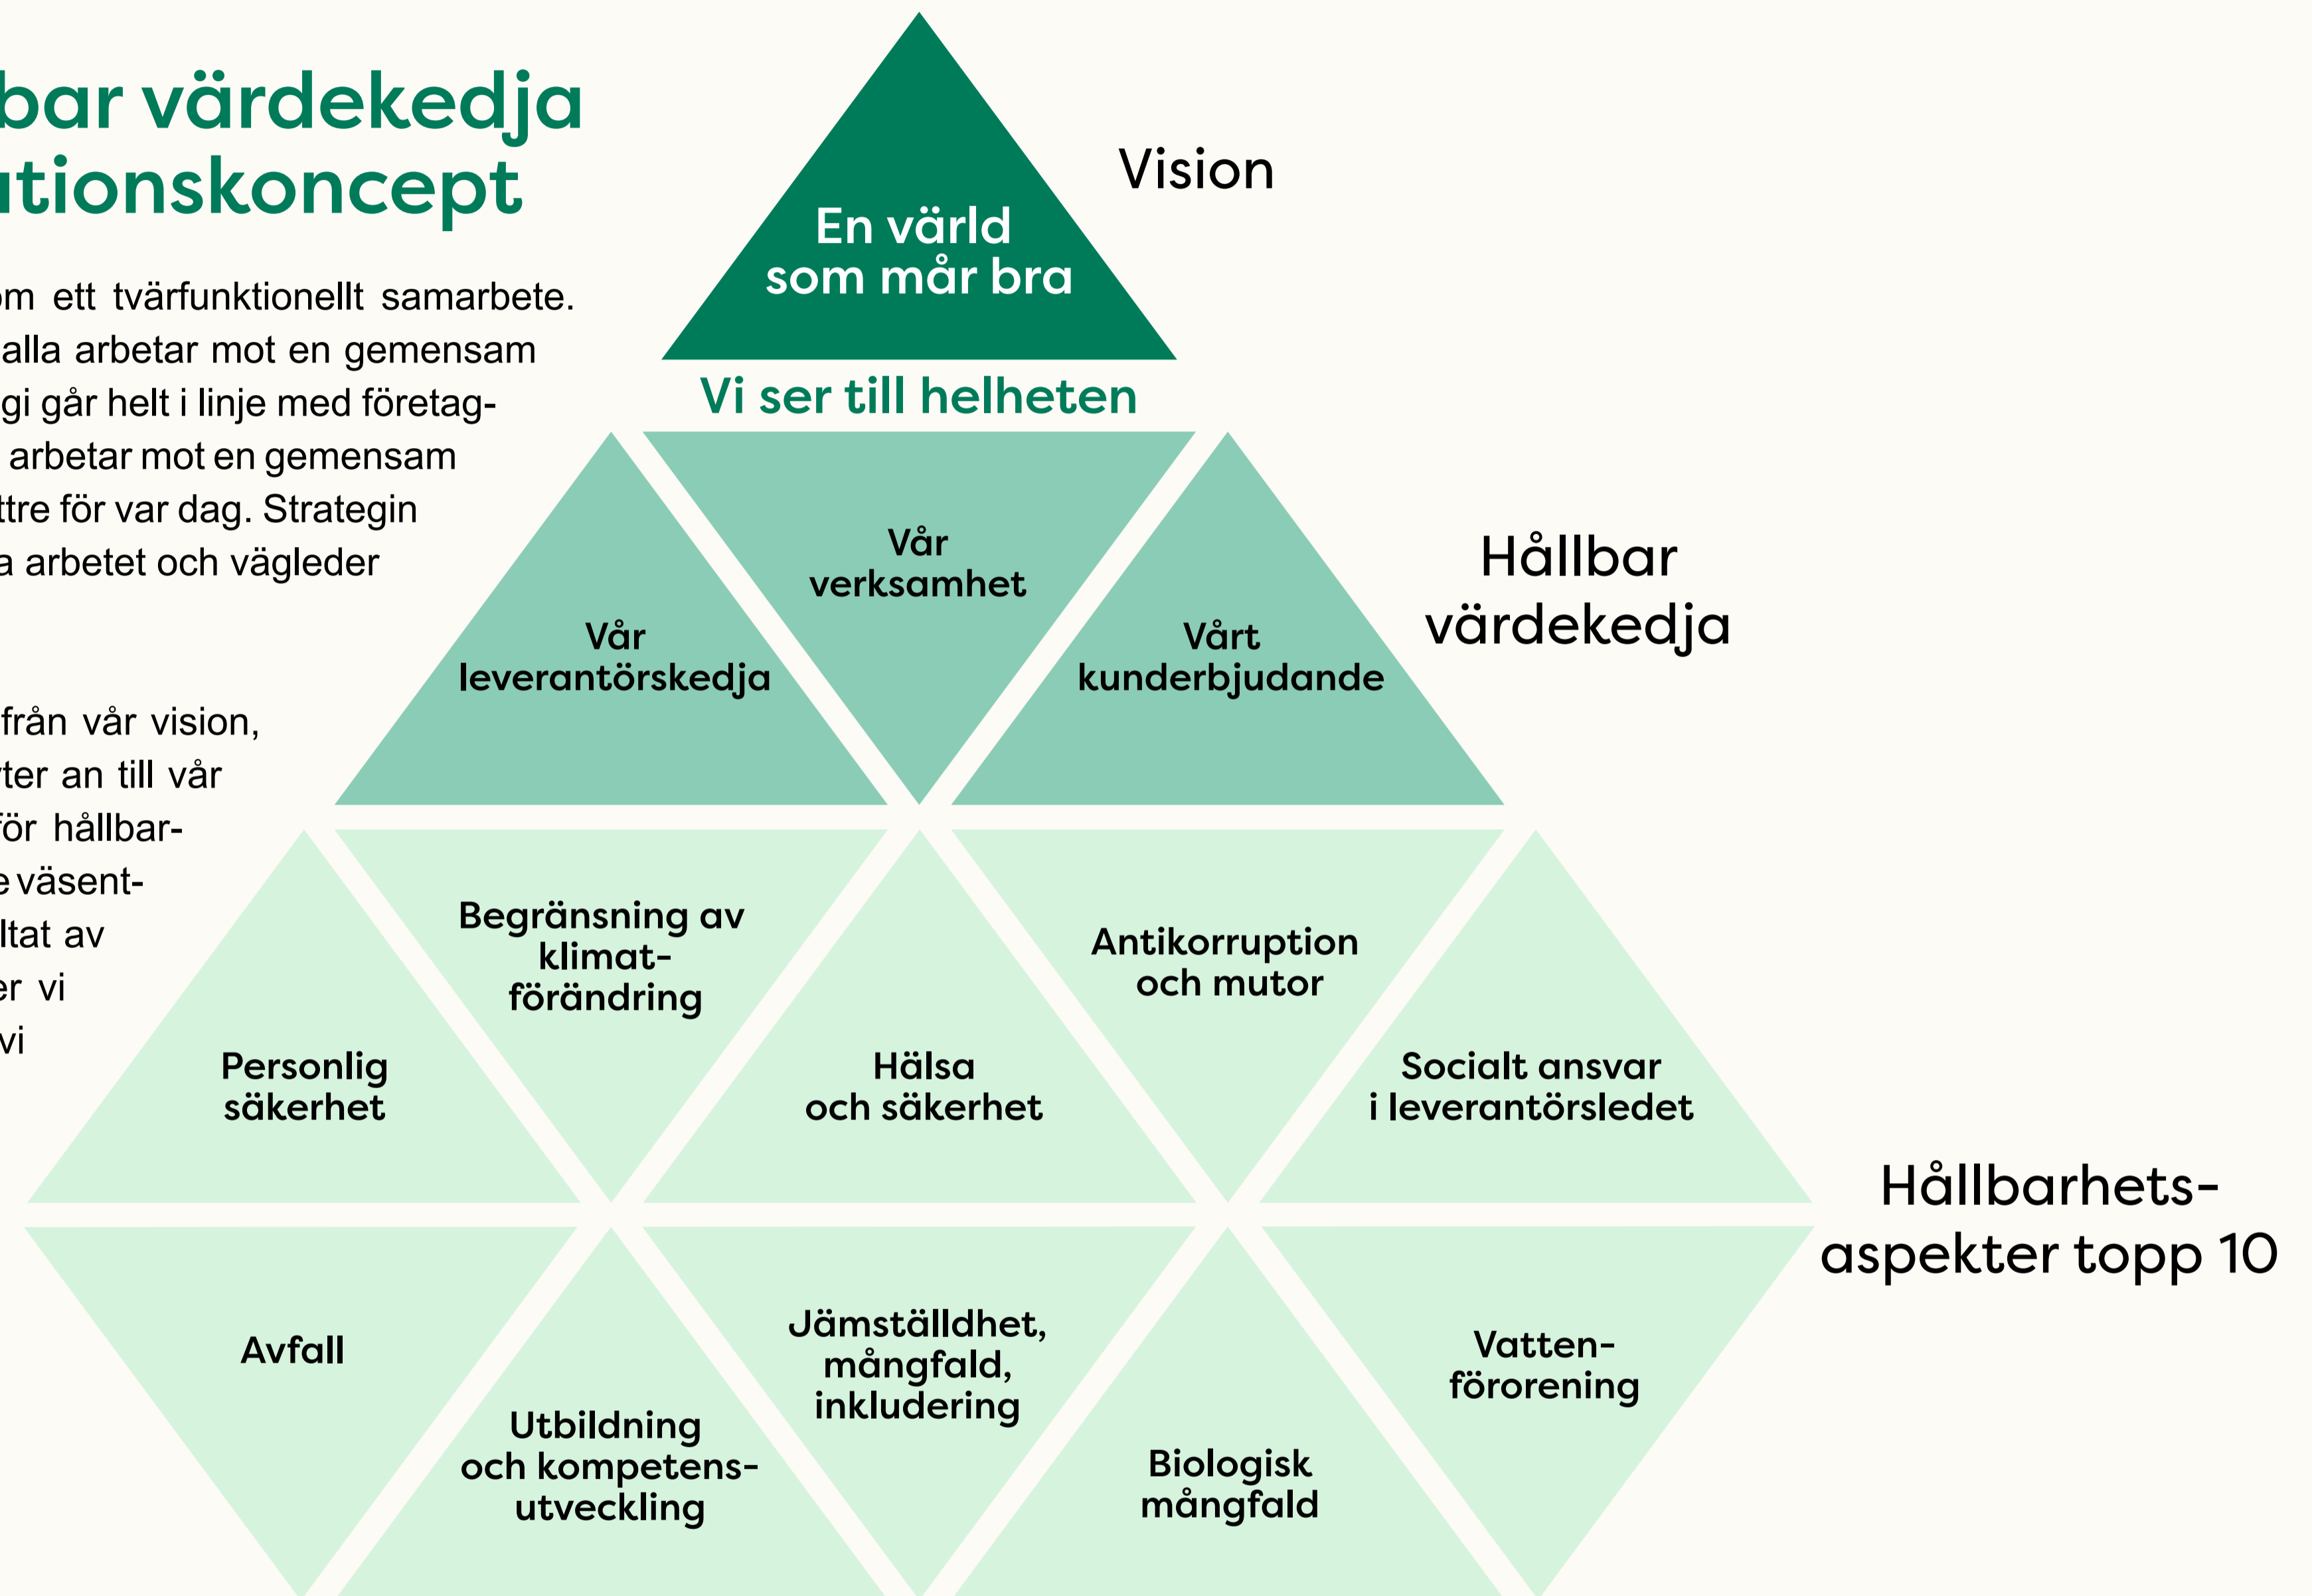 bar värdekedja
tionskoncept
om ett tvärfunktionellt samarbete.
alla arbetar mot en gemensam
gi går helt i linje med företag-
arbetar mot en gemensam
ttre för var dag. Strategin
a arbetet och vägleder
från vår vision,
ter an till vår
för hållbar-
e väsent-
ltat av
er vi
vi
En värld
som mår bra
Vision
Vi ser till helheten
Vår
leverantörskedja
Vår
verksamhet
Vårt
kunderbjudande
Hållbar
värdekedja
Personlig
säkerhet
Begränsning av
klimat-
förändring
Hälsa
och säkerhet
Antikorruption
och mutor
Socialt ansvar
i leverantörsledet
Hållbarhets-
aspekter topp 10
Avfall
Utbildning
och kompetens-
utveckling
Jämställdhet,
mångfald,
inkludering
Biologisk
mångfald
Vatten-
förorening